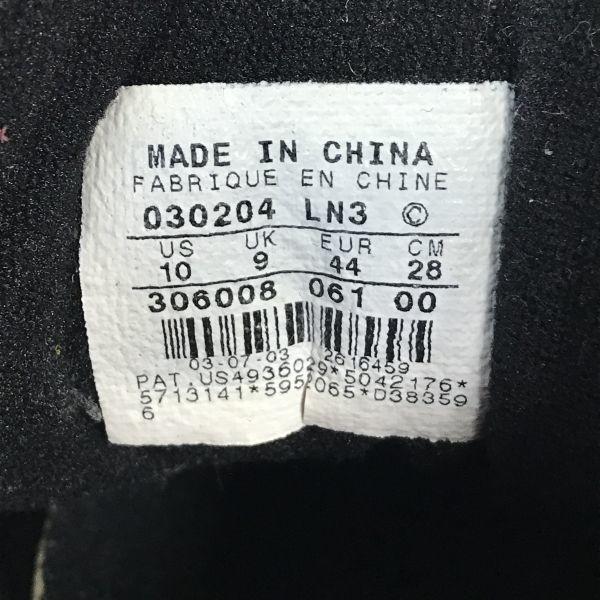 MADE IN CHINA
FABRIQUE EN CHINE
030204 LN3 ©
US UK EUR CM
10 9 44 28
306008 061 00
03-07-03 2616459
PAT.US4936029*5042176*
5713141*5952065*D38359
6